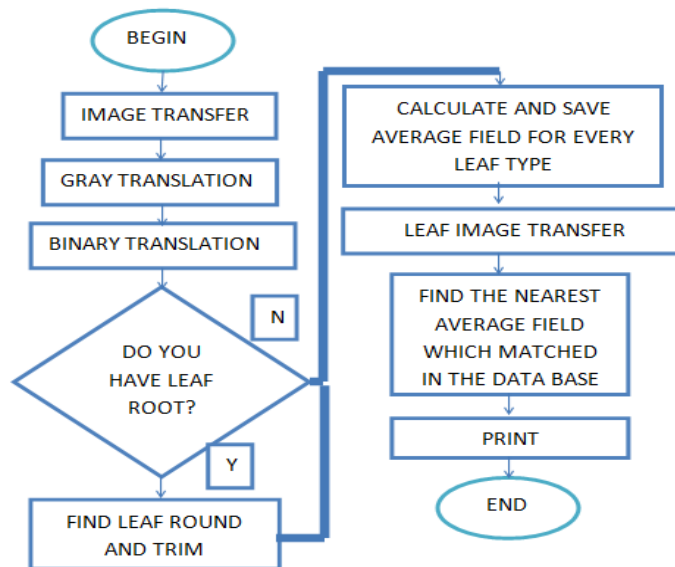 BEGIN
IMAGE TRANSFER
GRAY TRANSLATION
BINARY TRANSLATION
N
DO YOU
HAVE LEAF
ROOT?
Y
FIND LEAF ROUND
AND TRIM
CALCULATE AND SAVE
AVERAGE FIELD FOR EVERY
LEAF TYPE
LEAF IMAGE TRANSFER
FIND THE NEAREST
AVERAGE FIELD
WHICH MATCHED
IN THE DATA BASE
PRINT
END